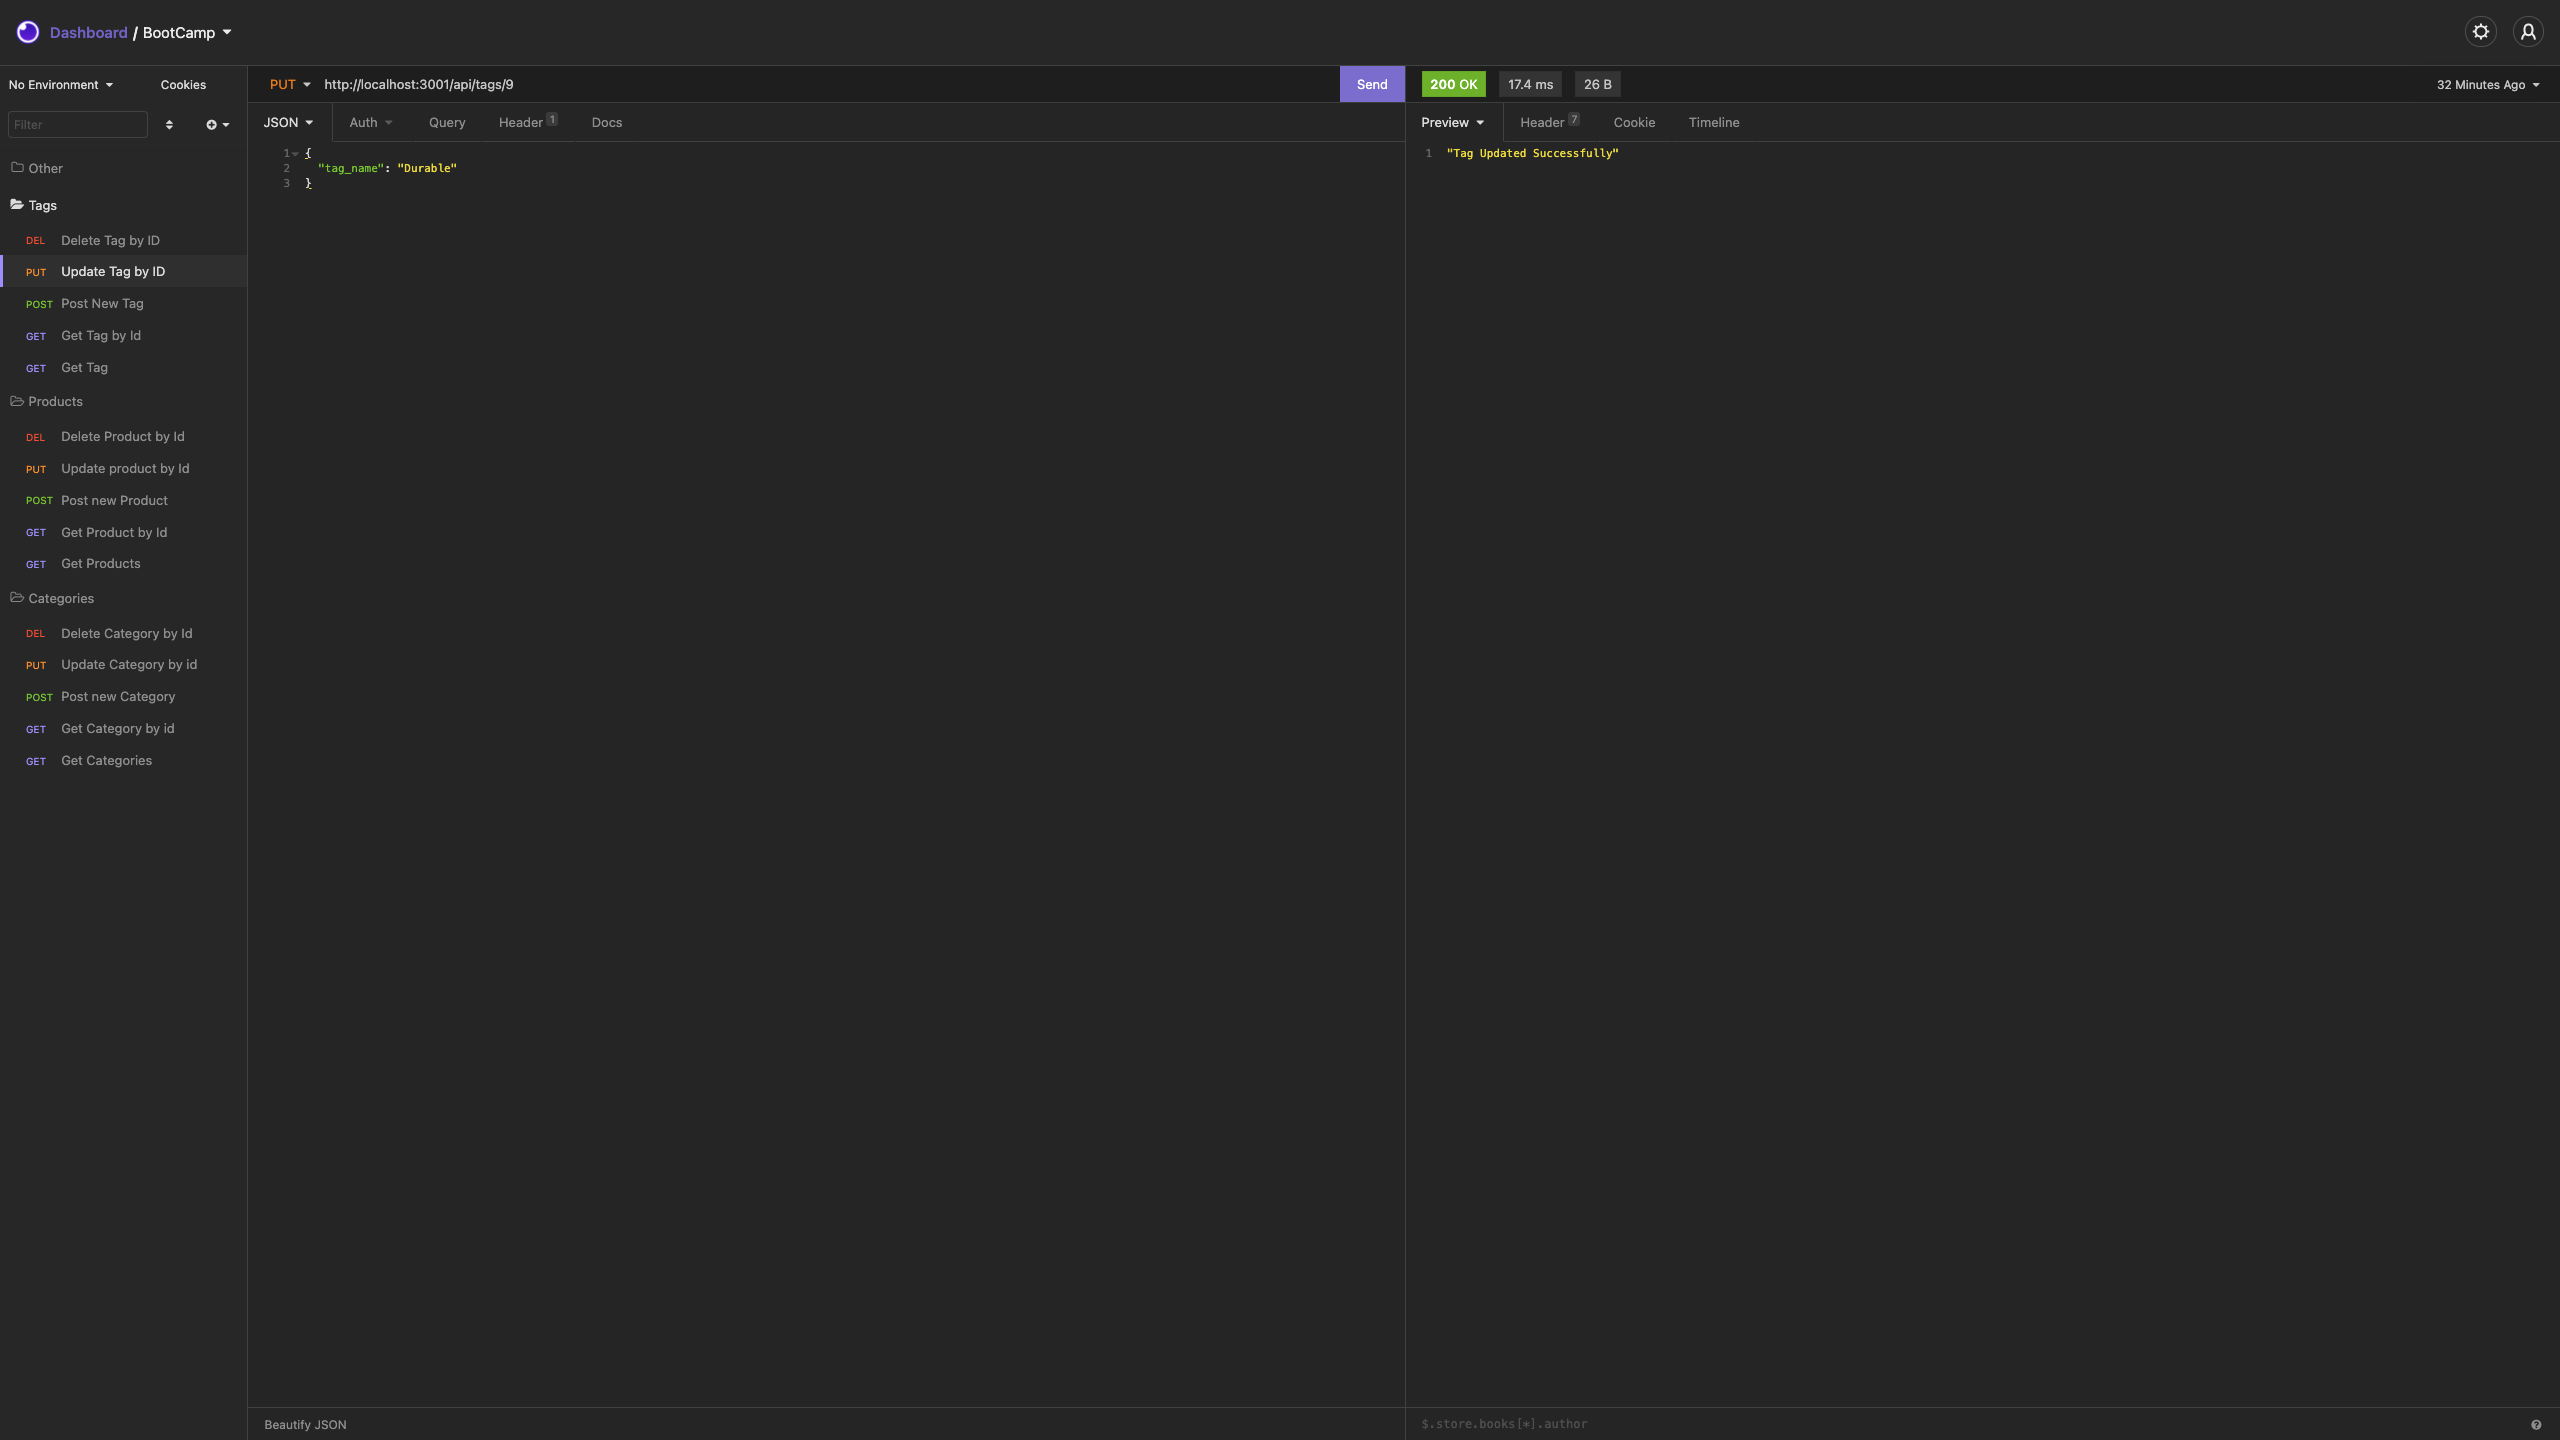 Dashboard / BootCamp
No Environment
Cookies
Filter
Other
Tags
DEL Delete Tag by ID
PUT Update Tag by ID
POST Post New Tag
GET Get Tag by Id
GET Get Tag
Products
DEL Delete Product by Id
PUT Update product by Id
POST Post new Product
GET Get Product by Id
GET Get Products
Categories
DEL Delete Category by Id
PUT Update Category by id
POST Post new Category
GET Get Category by id
GET Get Categories
PUT http://localhost:3001/api/tags/9 Send
JSON Auth Query Header 1 Docs
1 {
2 "tag_name": "Durable"
3 }
Beautify JSON
200 OK 17.4 ms 26 B 32 Minutes Ago
Preview Header 7 Cookie Timeline
1 "Tag Updated Successfully"
$.store.books[*].author